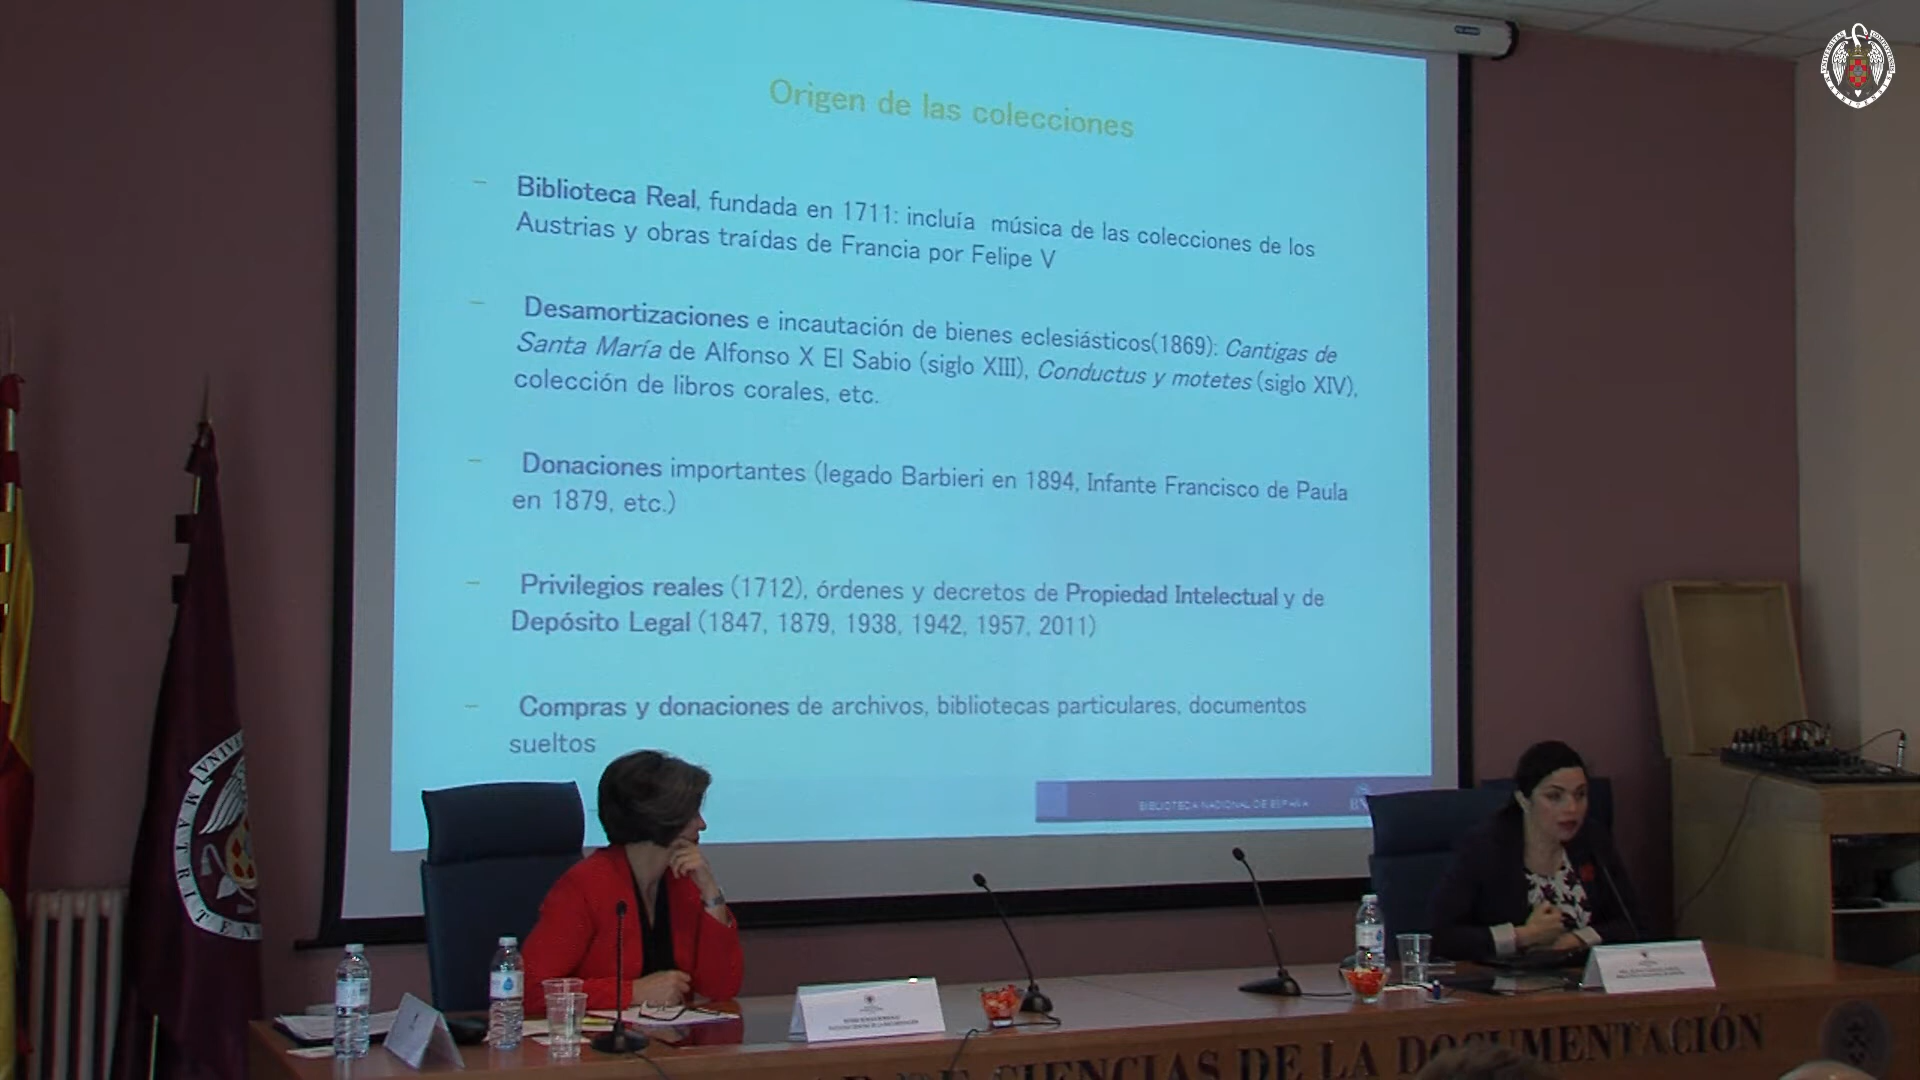 Origen de las colecciones
– Biblioteca Real, fundada en 1711: incluía música de las colecciones de los
Austrias y obras traídas de Francia por Felipe V
– Desamortizaciones e incautación de bienes eclesiásticos(1869): Cantigas de
Santa María de Alfonso X El Sabio (siglo XIII), Conductus y motetes (siglo XIV),
colección de libros corales, etc.
– Donaciones importantes (legado Barbieri en 1894, Infante Francisco de Paula
en 1879, etc.)
– Privilegios reales (1712), órdenes y decretos de Propiedad Intelectual y de
Depósito Legal (1847, 1879, 1938, 1942, 1957, 2011)
– Compras y donaciones de archivos, bibliotecas particulares, documentos
sueltos
BIBLIOTECA NACIONAL DE ESPAÑA
DE CIENCIAS DE LA DOCUMENTACIÓN